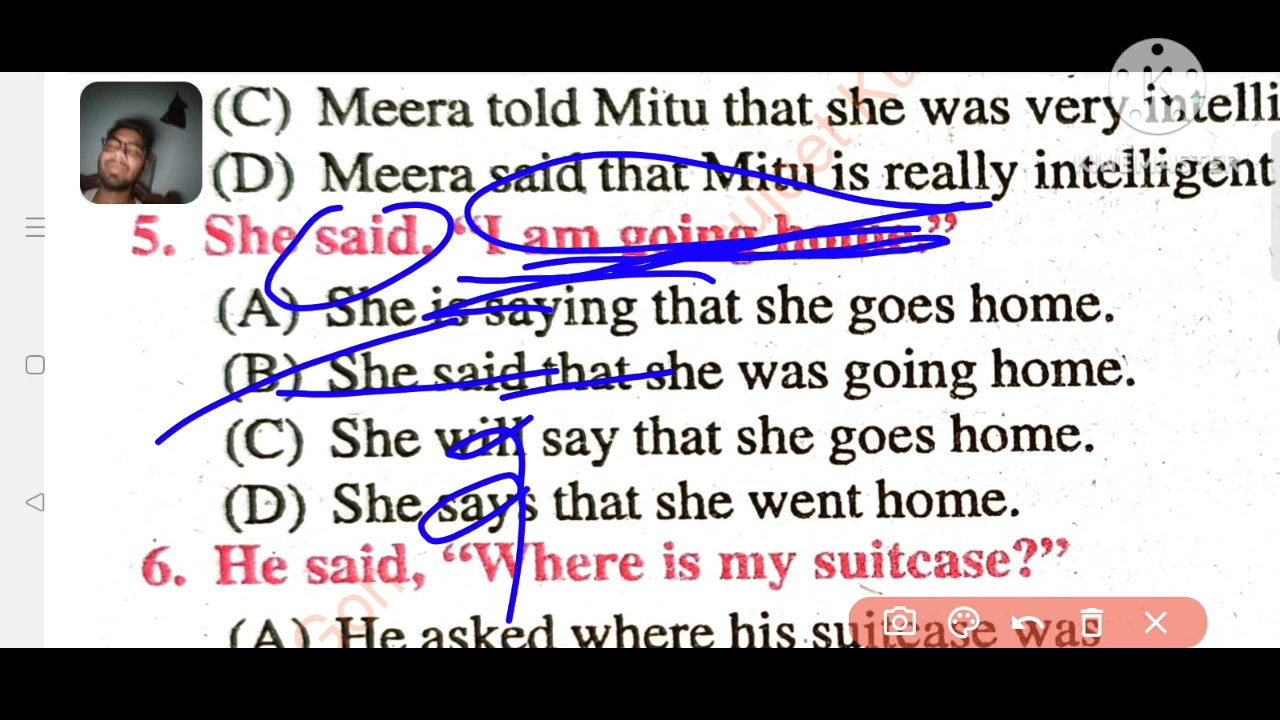 (C) Meera told Mitu that she was very intelli
(D) Meera said that Mitu is really intelligent
5. She said, “I am going home.”
(A) She is saying that she goes home.
(B) She said that she was going home.
(C) She will say that she goes home.
(D) She says that she went home.
6. He said, “Where is my suitcase?”
(A) He asked where his suitcase was